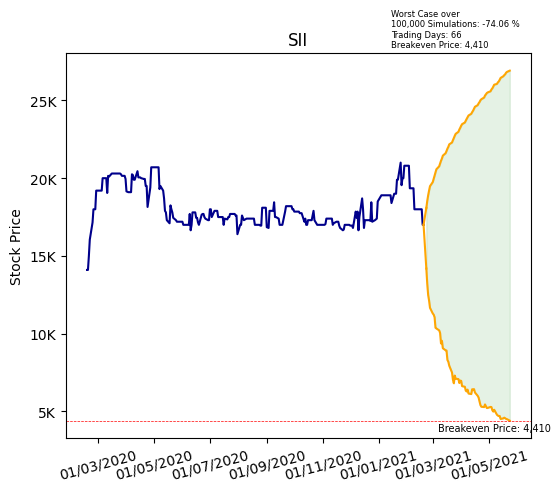 Worst Case over
100,000 Simulations: -74.06 %
Trading Days: 66
Breakeven Price: 4,410
SII
Stock Price
25K
20K
15K
10K
5K
Breakeven Price: 4,410
01/03/2020 01/05/2020 01/07/2020 01/09/2020 01/11/2020 01/01/2021 01/03/2021 01/05/2021